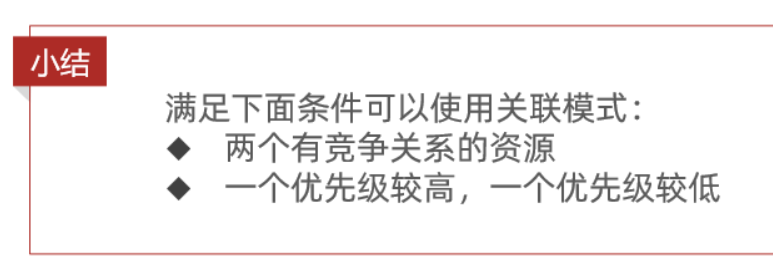 小结
满足下面条件可以使用关联模式：
◆ 两个有竞争关系的资源
◆ 一个优先级较高，一个优先级较低